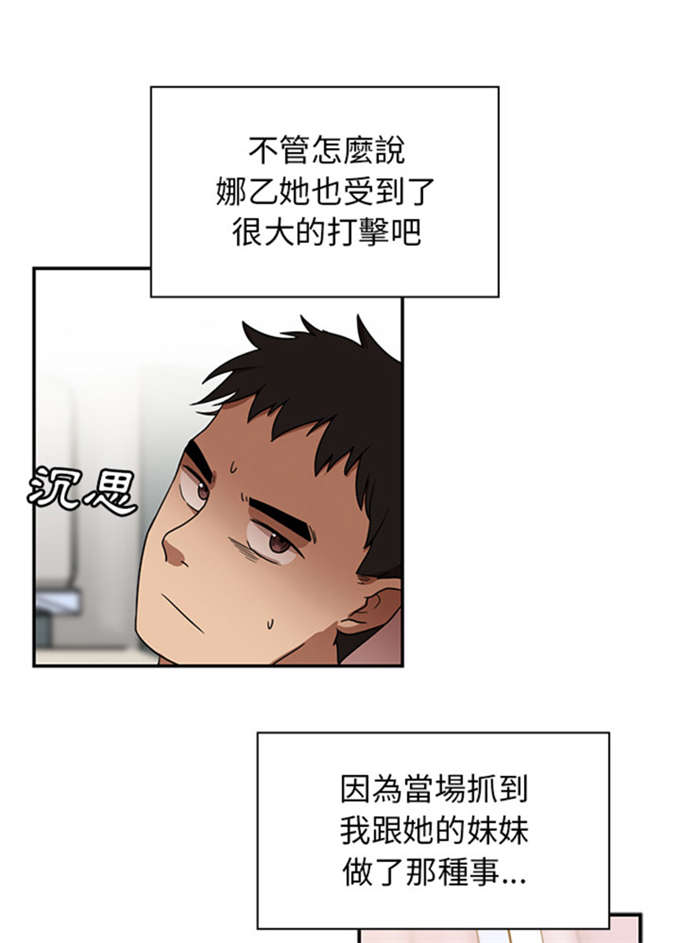 不管怎麼說
娜乙她也受到了
很大的打擊吧
沉思
因為當場抓到
我跟她的妹妹
做了那種事...